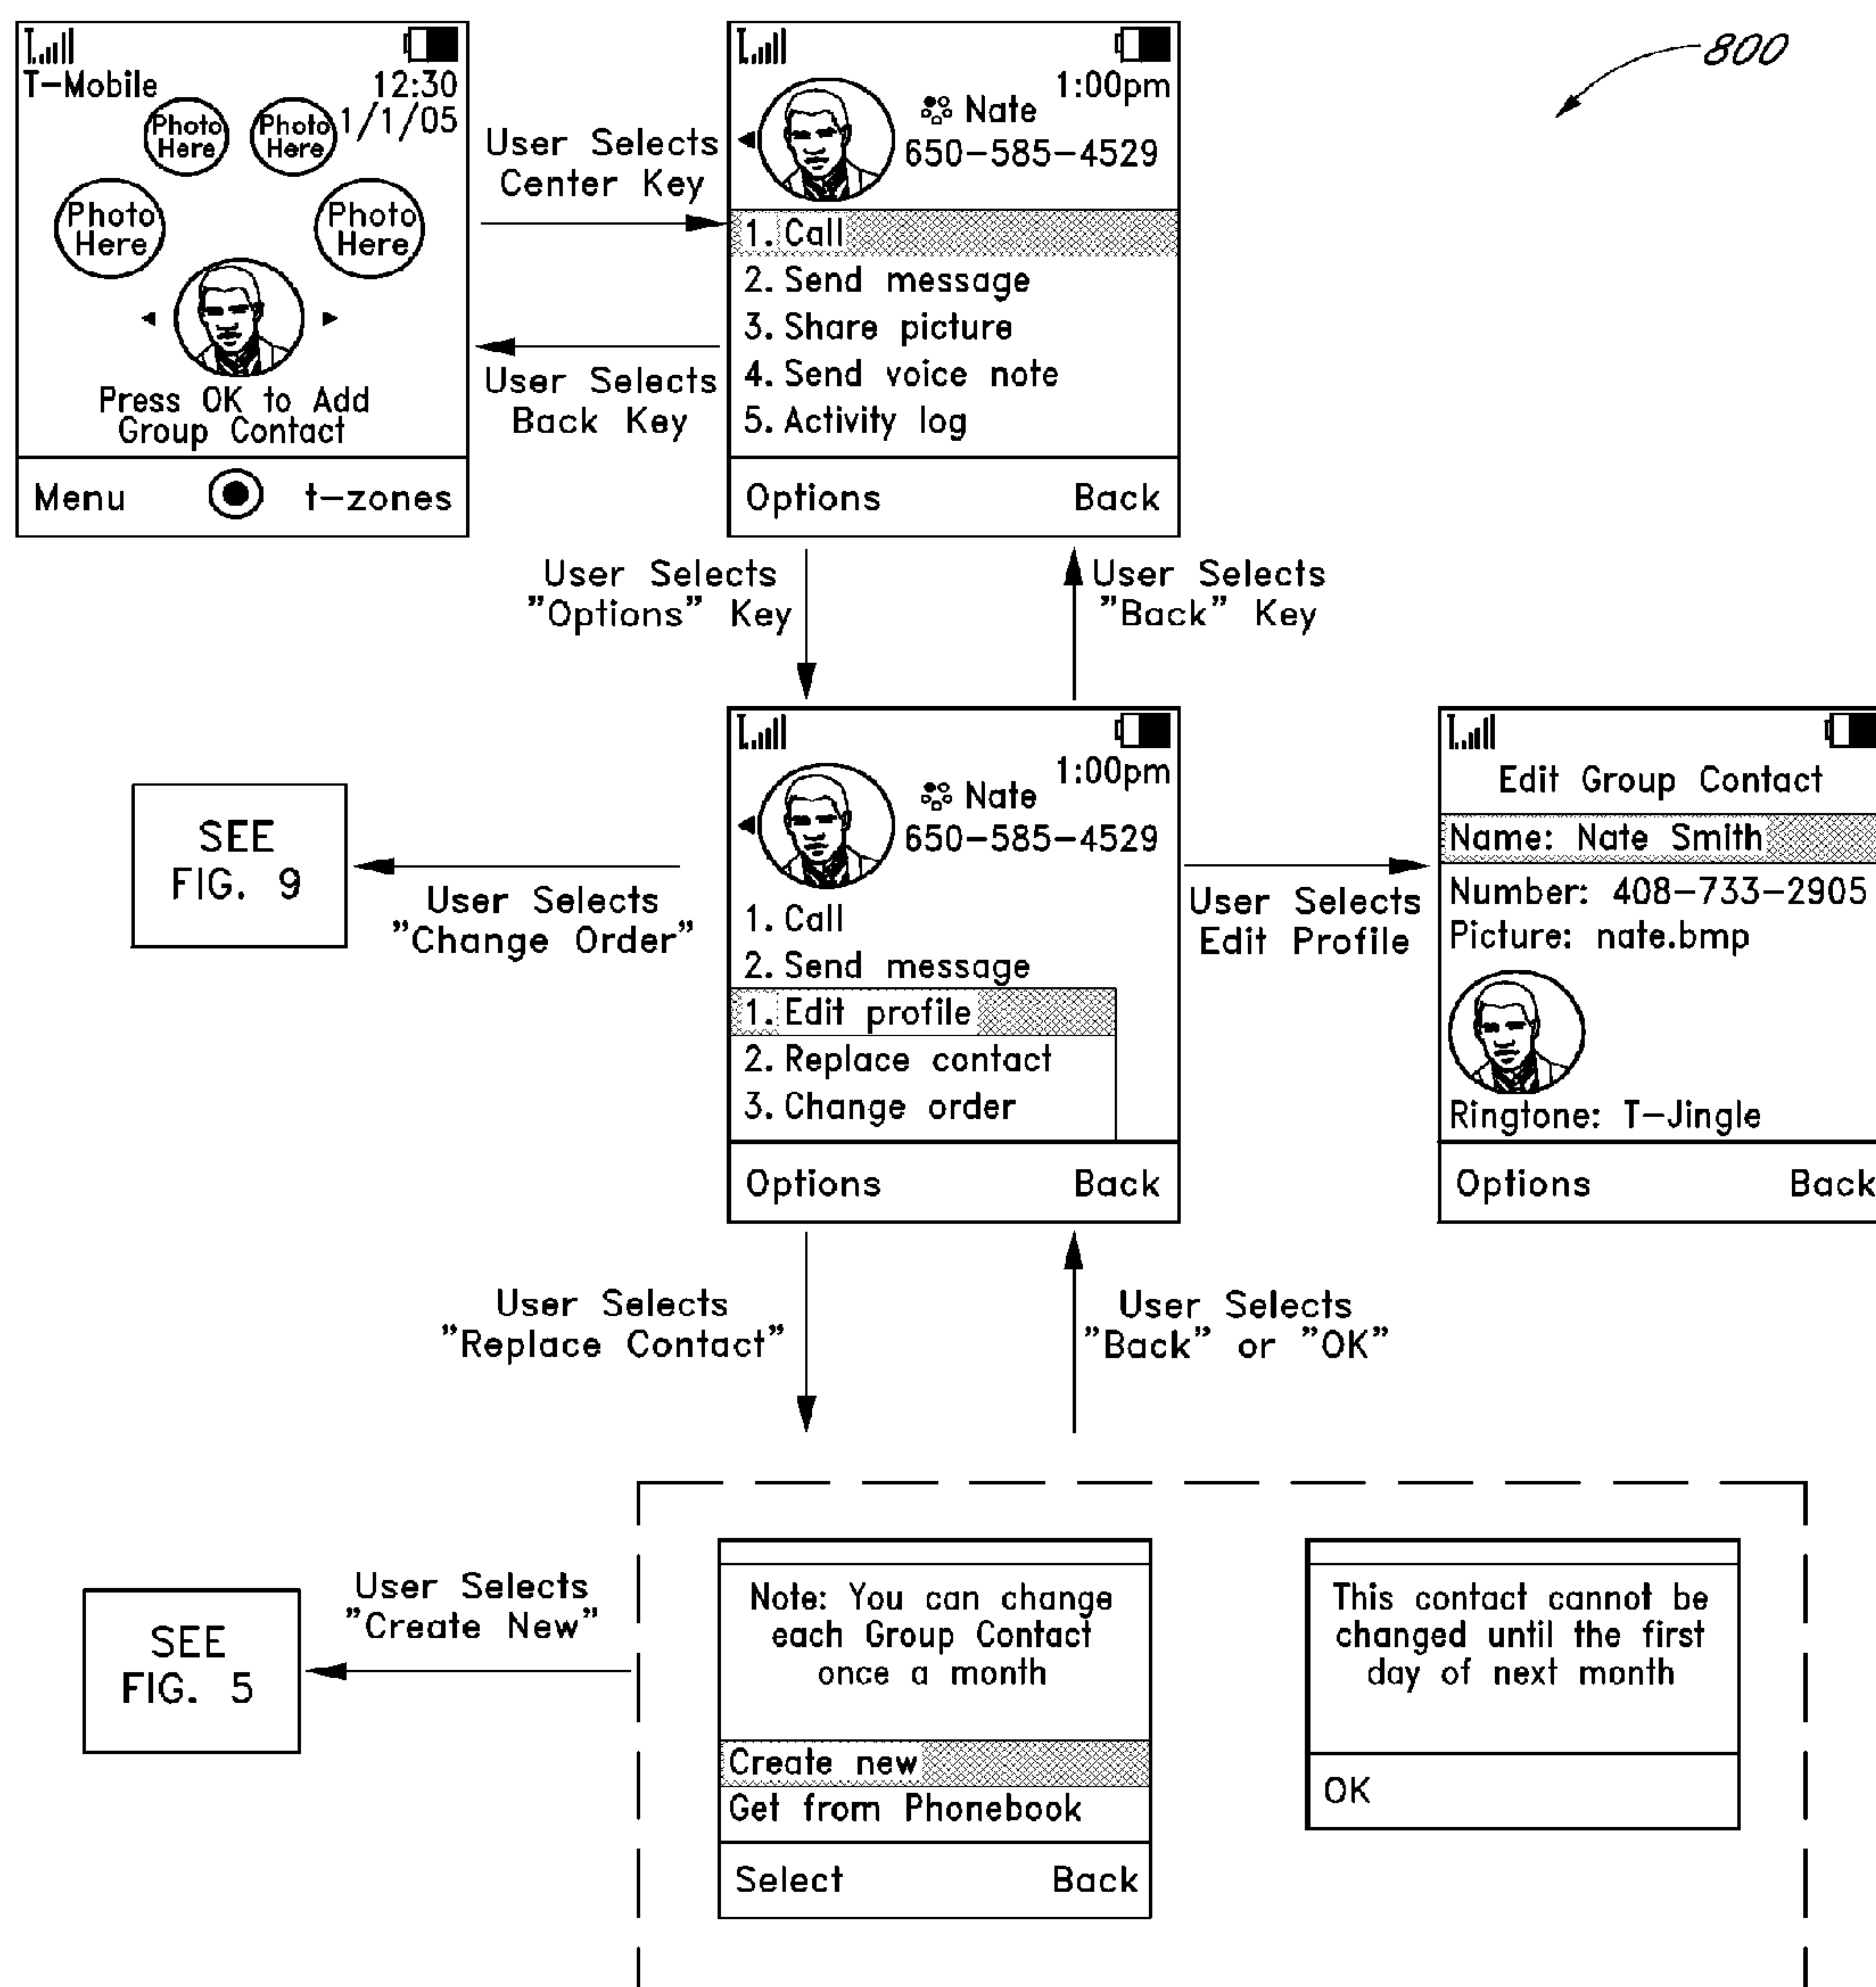 T-Mobile
12:30
1/1/05
Photo
Here
Photo
Here
Photo
Here
Photo
Here
Press OK to Add
Group Contact
Menu
t-zones
User Selects
Center Key
User Selects
Back Key
1:00pm
Nate
650-585-4529
1. Call
2. Send message
3. Share picture
4. Send voice note
5. Activity log
Options
Back
800
User Selects
"Options" Key
User Selects
"Back" Key
SEE
FIG. 9
User Selects
"Change Order"
1:00pm
Nate
650-585-4529
1. Call
2. Send message
1. Edit profile
2. Replace contact
3. Change order
Options
Back
User Selects
Edit Profile
Edit Group Contact
Name: Nate Smith
Number: 408-733-2905
Picture: nate.bmp
Ringtone: T-Jingle
Options
Back
User Selects
"Replace Contact"
User Selects
"Back" or "OK"
SEE
FIG. 5
User Selects
"Create New"
Note: You can change
each Group Contact
once a month
Create new
Get from Phonebook
Select
Back
This contact cannot be
changed until the first
day of next month
OK